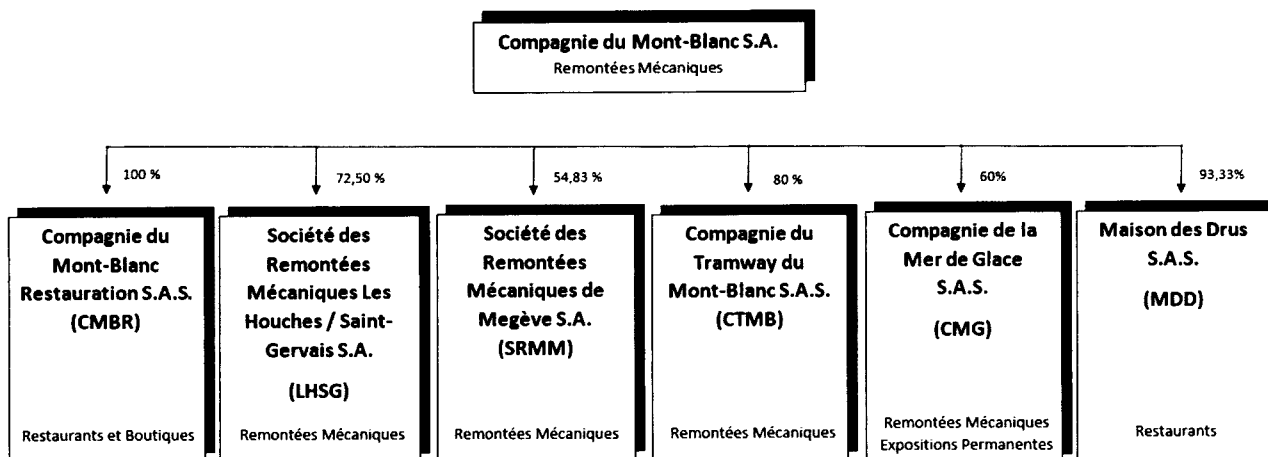 Compagnie du Mont-Blanc S.A.
Remontées Mécaniques
100 %
72,50 %
54,83 %
80 %
60%
93,33%
Compagnie du
Mont-Blanc
Restauration S.A.S.
(CMBR)
Restaurants et Boutiques
Société des
Remontées
Mécaniques Les
Houches / Saint-
Gervais S.A.
(LHSG)
Remontées Mécaniques
Société des
Remontées
Mécaniques de
Megève S.A.
(SRMM)
Remontées Mécaniques
Compagnie du
Tramway du
Mont-Blanc S.A.S.
(CTMB)
Remontées Mécaniques
Compagnie de la
Mer de Glace
S.A.S.
(CMG)
Remontées Mécaniques
Expositions Permanentes
Maison des Drus
S.A.S.
(MDD)
Restaurants